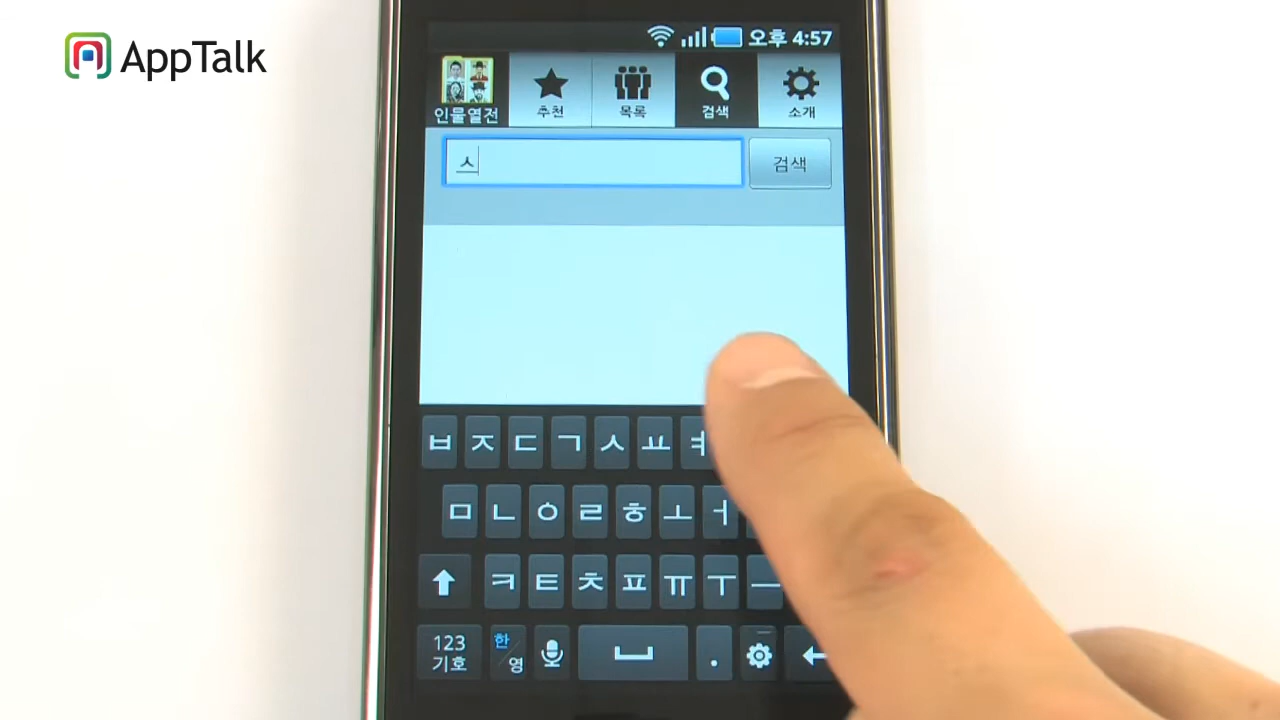 AppTalk
오후 4:57
인물열전 추천 목록 검색 소개
ㅅ 검색
ㅂ ㅈ ㄷ ㄱ ㅅ ㅛ ㅕ
ㅁ ㄴ ㅇ ㄹ ㅎ ㅗ ㅓ
ㅋ ㅌ ㅊ ㅍ ㅠ ㅜ ㅡ
123 기호 한/영 .